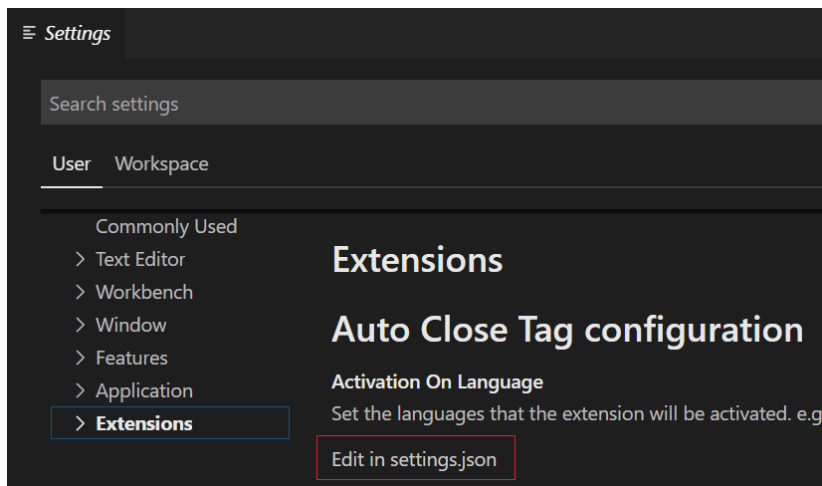 Settings
Search settings
User Workspace
Commonly Used
Text Editor
Workbench
Window
Features
Application
Extensions
Extensions
Auto Close Tag configuration
Activation On Language
Set the languages that the extension will be activated. e.g
Edit in settings.json